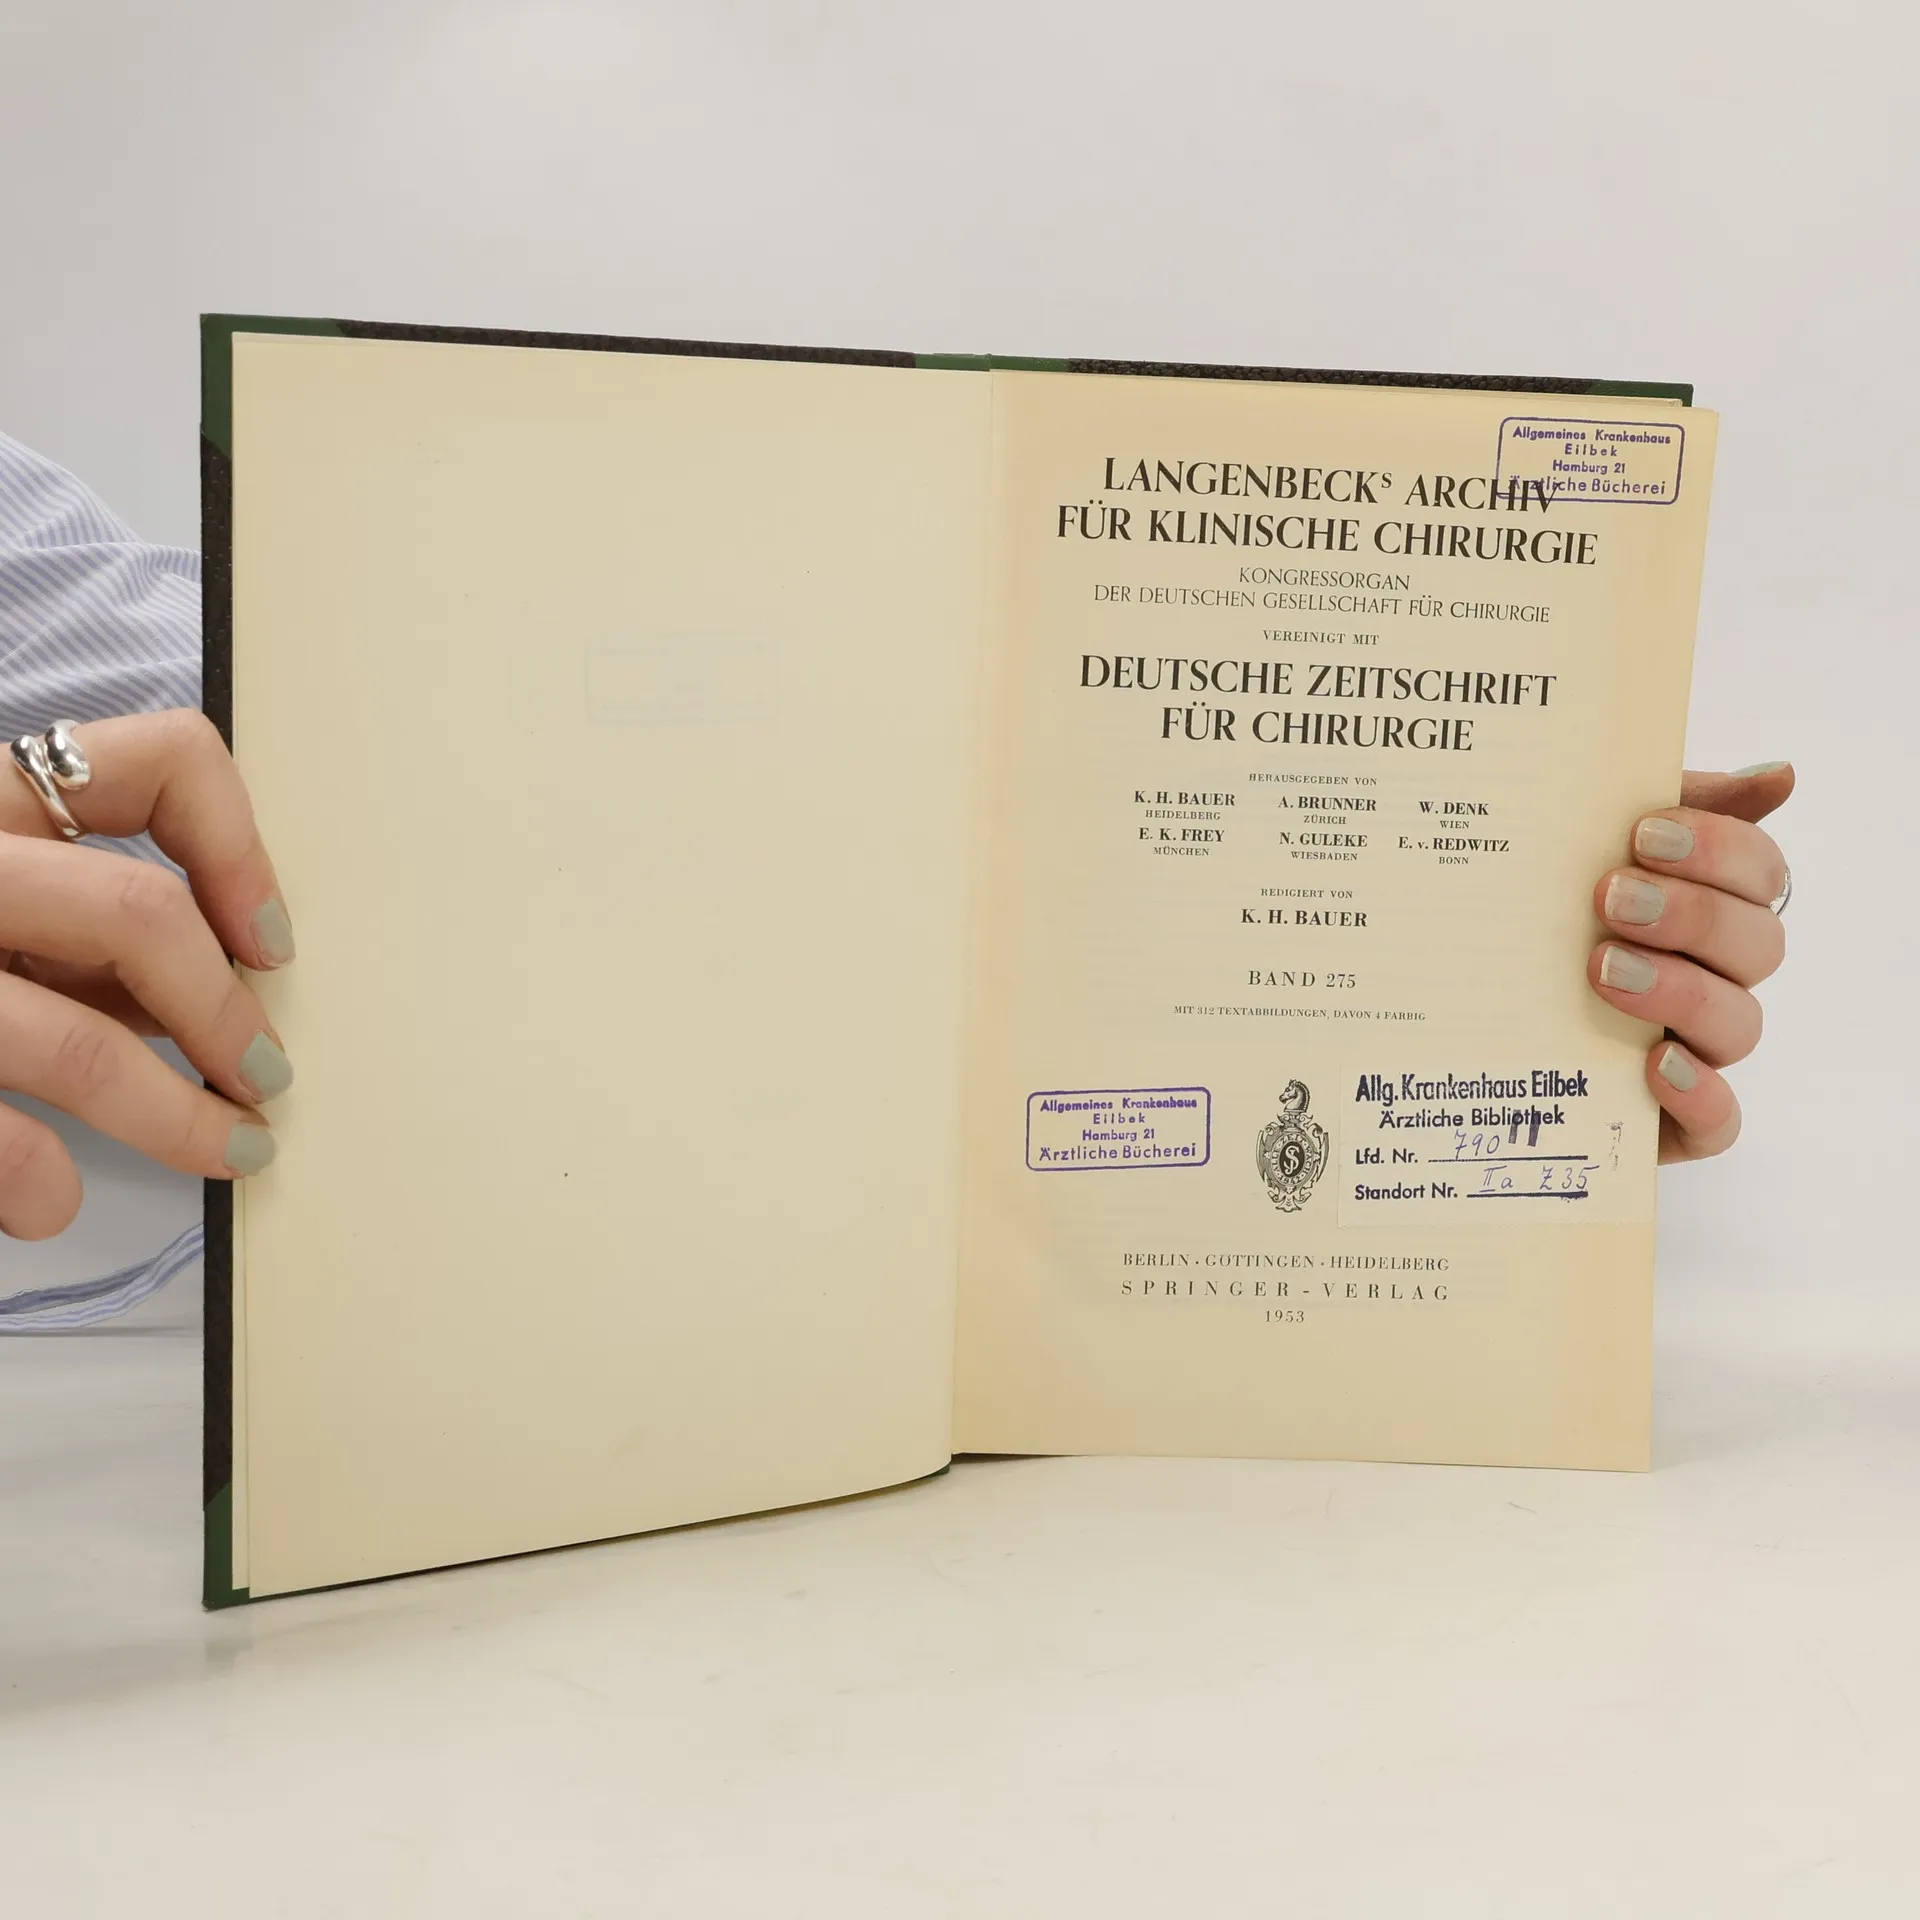 Allgemeines Krankenhaus
Eilbek
Hamburg 21
Ärztliche Bücherei
LANGENBECKS ARCHIV
FÜR KLINISCHE CHIRURGIE
KONGRESSORGAN
DER DEUTSCHEN GESELLSCHAFT FÜR CHIRURGIE
VEREINIGT MIT
DEUTSCHE ZEITSCHRIFT
FÜR CHIRURGIE
HERAUSGEGEBEN VON
K. H. BAUER A. BRUNNER W. DENK
HEIDELBERG ZÜRICH WIEN
E. K. FREY N. GULEKE E. v. REDWITZ
MÜNCHEN WIESBADEN BONN
REDIGIERT VON
K. H. BAUER
BAND 275
MIT 312 TEXTABBILDUNGEN, DAVON 4 FARBIG
Allgemeines Krankenhaus
Eilbek
Hamburg 21
Ärztliche Bücherei
Allg. Krankenhaus Eilbek
Ärztliche Bibliothek
Lfd. Nr. 790
Standort Nr. II a Z 35
BERLIN · GÖTTINGEN · HEIDELBERG
SPRINGER-VERLAG
1953